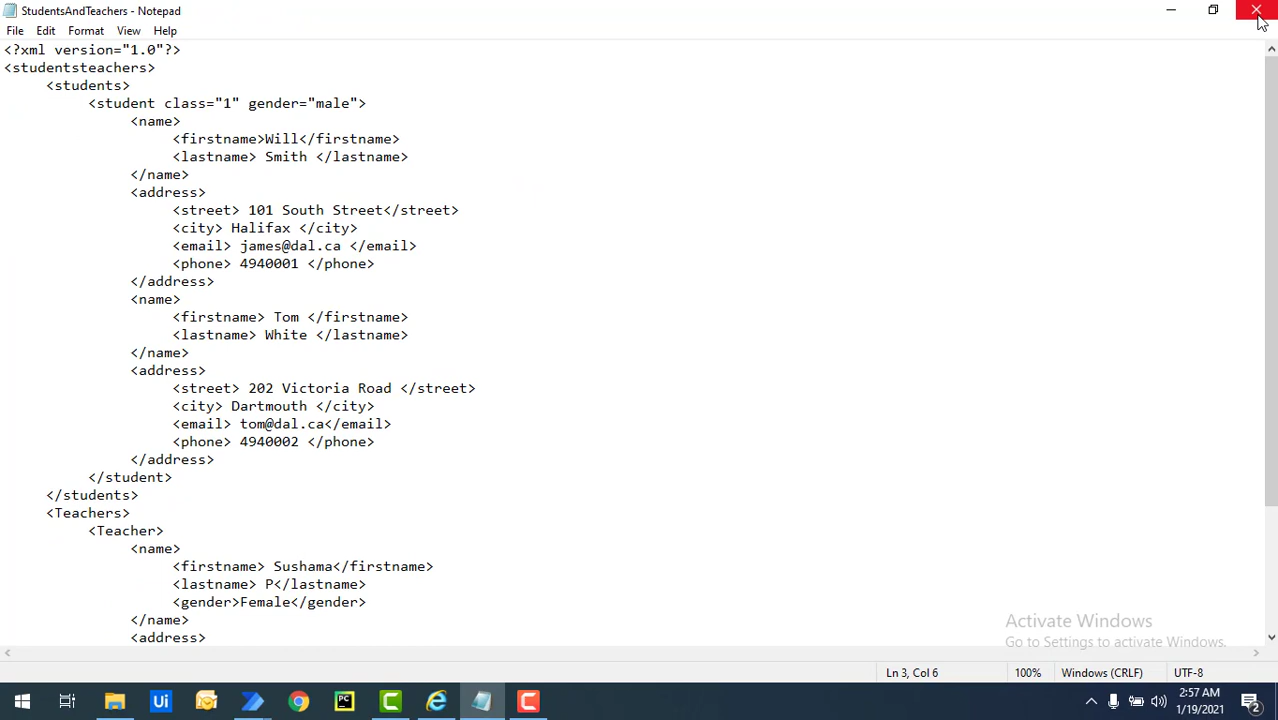 StudentsAndTeachers - Notepad
File Edit Format View Help
<?xml version="1.0"?>
<studentsteachers>
<students>
<student class="1" gender="male">
<name>
<firstname>Will</firstname>
<lastname> Smith </lastname>
</name>
<address>
<street> 101 South Street</street>
<city> Halifax </city>
<email> james@dal.ca </email>
<phone> 4940001 </phone>
</address>
<name>
<firstname> Tom </firstname>
<lastname> White </lastname>
</name>
<address>
<street> 202 Victoria Road </street>
<city> Dartmouth </city>
<email> tom@dal.ca</email>
<phone> 4940002 </phone>
</address>
</student>
</students>
<Teachers>
<Teacher>
<name>
<firstname> Sushama</firstname>
<lastname> P</lastname>
<gender>Female</gender>
</name>
<address>
Activate Windows
Go to Settings to activate Windows.
Ln 3, Col 6 100% Windows (CRLF) UTF-8
Ui PC C C 2:57 AM
1/19/2021 2